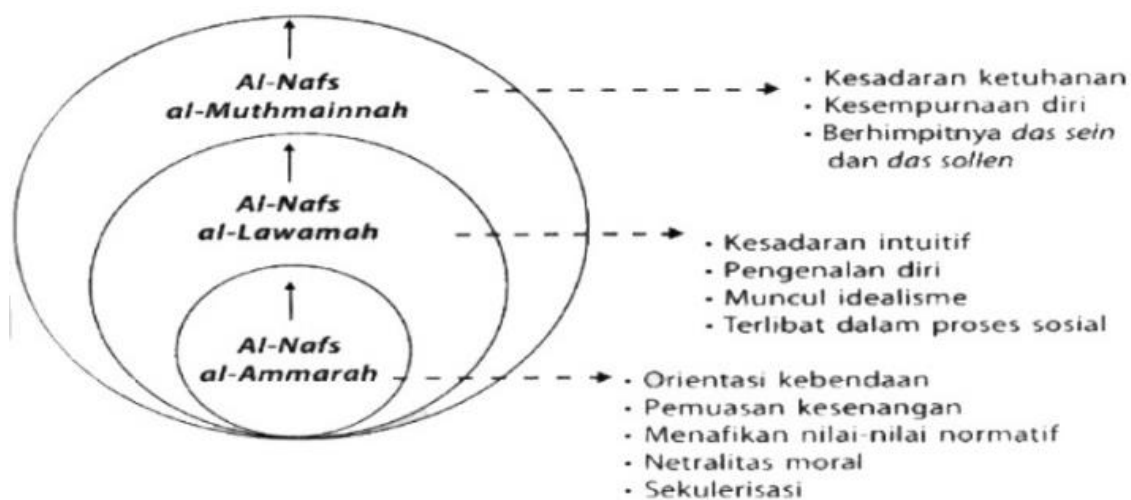 Al-Nafs
al-Muthmainnah
• Kesadaran ketuhanan
• Kesempurnaan diri
• Berhimpitnya das sein
dan das sollen
Al-Nafs
al-Lawamah
• Kesadaran intuitif
• Pengenalan diri
• Muncul idealisme
• Terlibat dalam proses sosial
Al-Nafs
al-Ammarah
• Orientasi kebendaan
• Pemuasan kesenangan
• Menafikan nilai-nilai normatif
• Netralitas moral
• Sekulerisasi